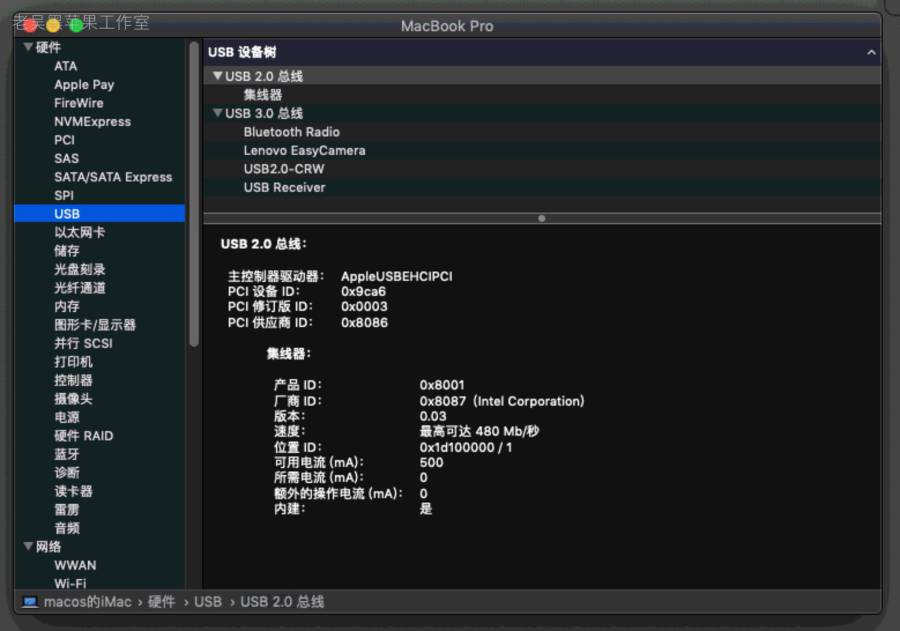 老吴黑苹果工作室
MacBook Pro
硬件
ATA
Apple Pay
FireWire
NVMExpress
PCI
SAS
SATA/SATA Express
SPI
USB
以太网卡
储存
光盘刻录
光纤通道
内存
图形卡/显示器
并行 SCSI
打印机
控制器
摄像头
电源
硬件 RAID
蓝牙
诊断
读卡器
雷雳
音频
网络
WWAN
Wi-Fi
USB 设备树
USB 2.0 总线
集线器
USB 3.0 总线
Bluetooth Radio
Lenovo EasyCamera
USB2.0-CRW
USB Receiver
USB 2.0 总线:
主控制器驱动器: AppleUSBEHCIPCI
PCI 设备 ID: 0x9ca6
PCI 修订版 ID: 0x0003
PCI 供应商 ID: 0x8086
集线器:
产品 ID: 0x8001
厂商 ID: 0x8087 (Intel Corporation)
版本: 0.03
速度: 最高可达 480 Mb/秒
位置 ID: 0x1d100000 / 1
可用电流 (mA): 500
所需电流 (mA): 0
额外的操作电流 (mA): 0
内建: 是
macos的iMac › 硬件 › USB › USB 2.0 总线